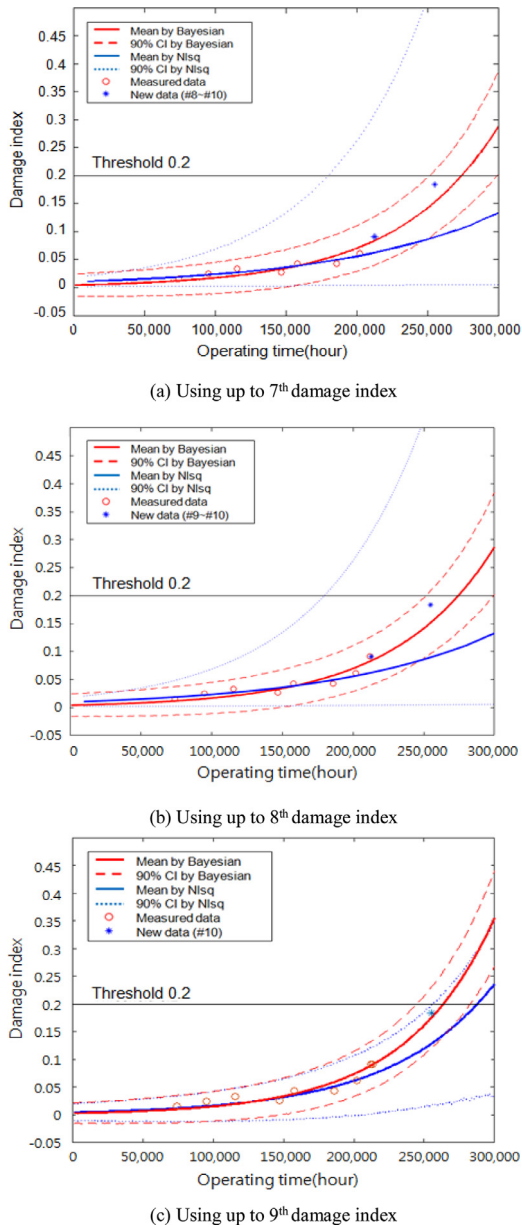 0.45
0.4
0.35
0.3
0.25
0.2
0.15
0.1
0.05
0
-0.05
Damage index
Mean by Bayesian
90% CI by Bayesian
Mean by Nlsq
90% CI by Nlsq
Measured data
New data (#8~#10)
Threshold 0.2
0 50,000 100,000 150,000 200,000 250,000 300,000
Operating time(hour)
(a) Using up to 7th damage index
0.45
0.4
0.35
0.3
0.25
0.2
0.15
0.1
0.05
0
-0.05
Damage index
Mean by Bayesian
90% CI by Bayesian
Mean by Nlsq
90% CI by Nlsq
Measured data
New data (#9~#10)
Threshold 0.2
0 50,000 100,000 150,000 200,000 250,000 300,000
Operating time(hour)
(b) Using up to 8th damage index
0.45
0.4
0.35
0.3
0.25
0.2
0.15
0.1
0.05
0
-0.05
Damage index
Mean by Bayesian
90% CI by Bayesian
Mean by Nlsq
90% CI by Nlsq
Measured data
New data (#10)
Threshold 0.2
0 50,000 100,000 150,000 200,000 250,000 300,000
Operating time(hour)
(c) Using up to 9th damage index